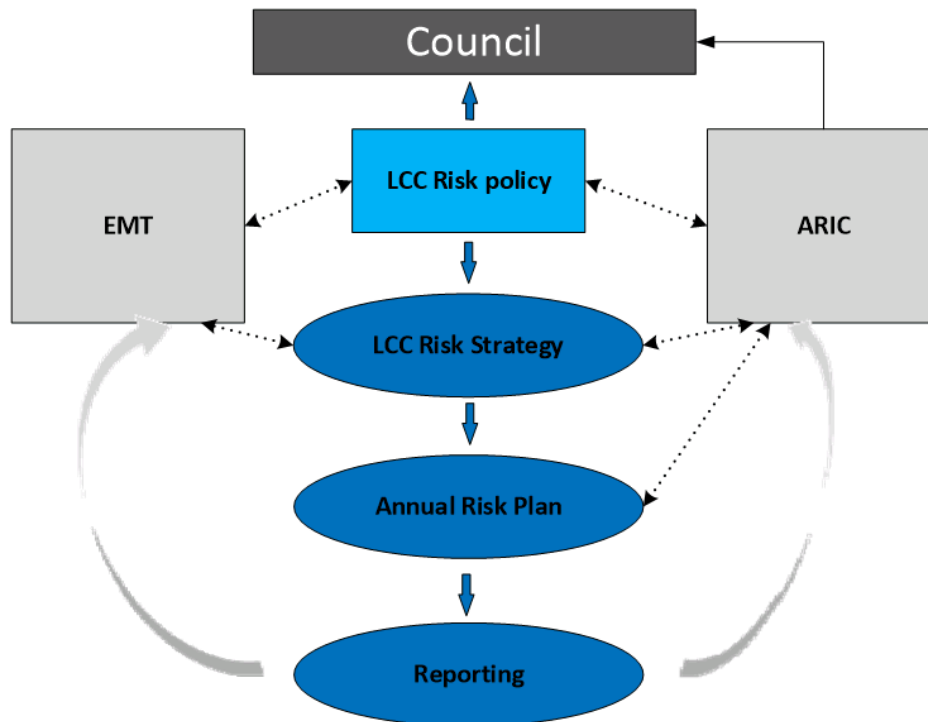 Council
LCC Risk policy
EMT
ARIC
LCC Risk Strategy
Annual Risk Plan
Reporting